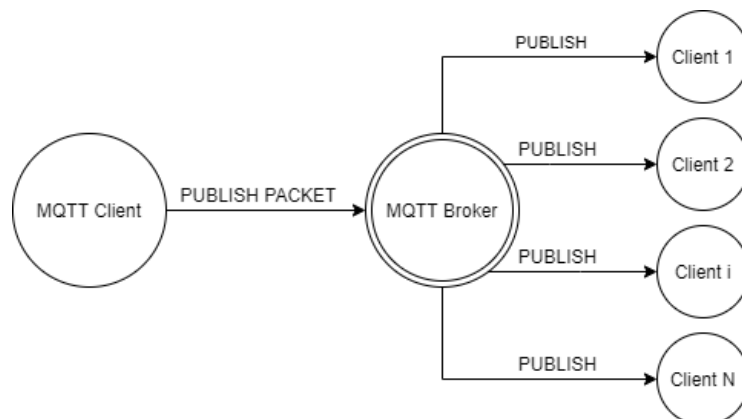 MQTT Client
PUBLISH PACKET
MQTT Broker
PUBLISH
Client 1
PUBLISH
Client 2
PUBLISH
Client i
PUBLISH
Client N